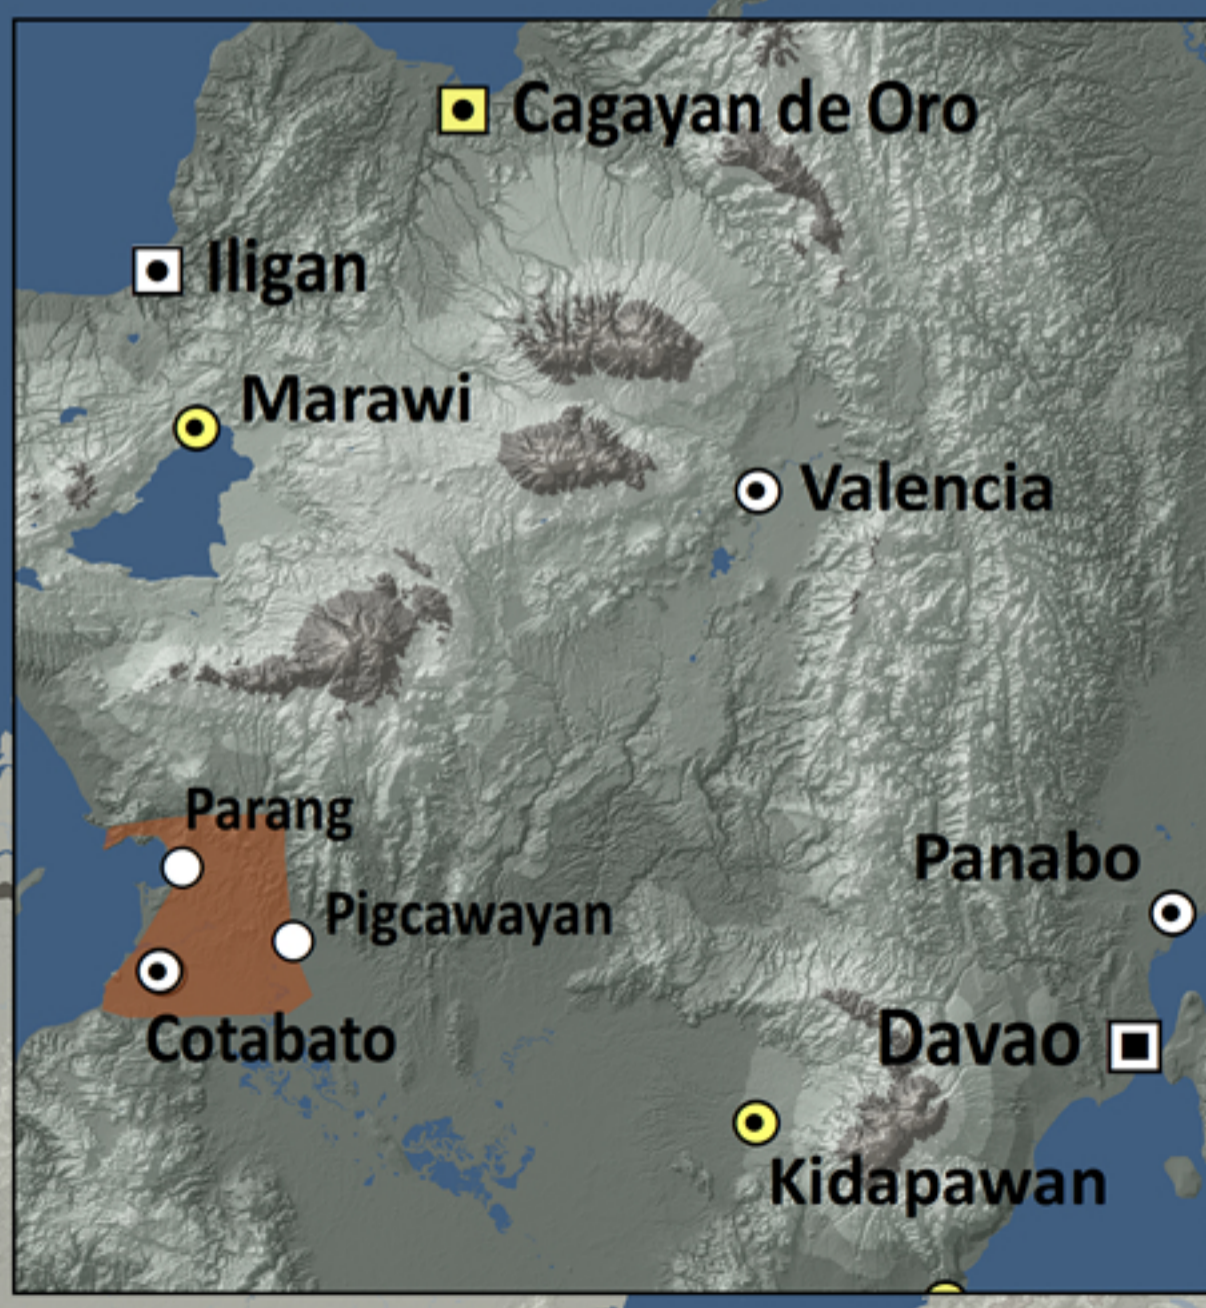 Cagayan de Oro
Iligan
Marawi
Valencia
Parang
Panabo
Pigcawayan
Cotabato
Davao
Kidapawan